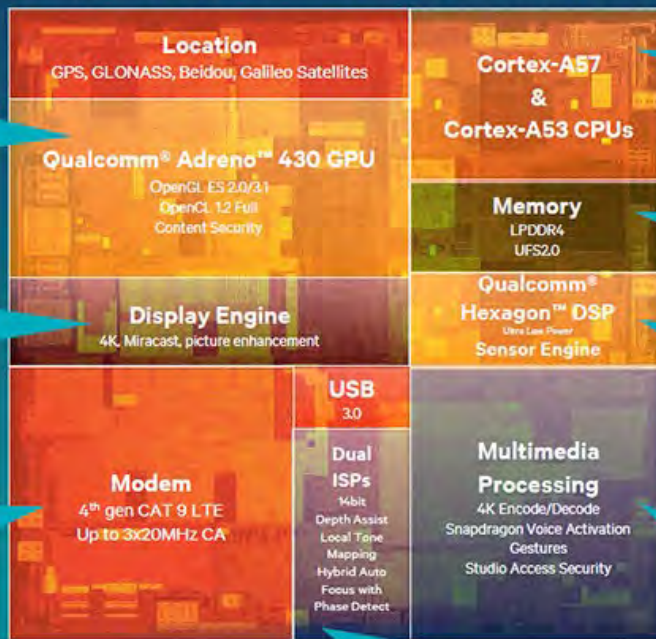 Location
GPS, GLONASS, Beidou, Galileo Satellites
Qualcomm® Adreno™ 430 GPU
OpenGL ES 2.0/3.1
OpenCL 1.2 Full
Content Security
Display Engine
4K, Miracast, picture enhancement
Modem
4th gen CAT 9 LTE
Up to 3x20MHz CA
USB
3.0
Dual
ISPs
14bit
Depth Assist
Local Tone
Mapping
Hybrid Auto
Focus with
Phase Detect
Cortex-A57
&
Cortex-A53 CPUs
Memory
LPDDR4
UFS2.0
Qualcomm®
Hexagon™ DSP
Ultra Low Power
Sensor Engine
Multimedia
Processing
4K Encode/Decode
Snapdragon Voice Activation
Gestures
Studio Access Security